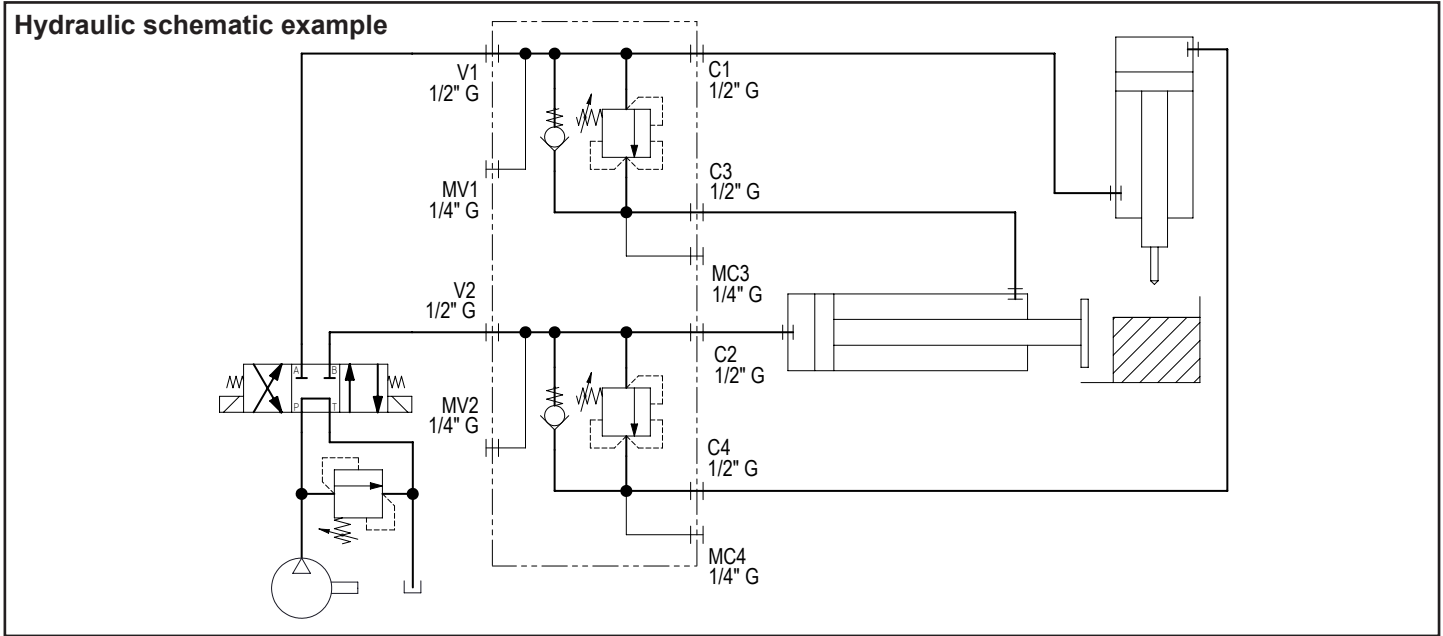 Hydraulic schematic example
V1
1/2" G
C1
1/2" G
MV1
1/4" G
C3
1/2" G
MC3
1/4" G
V2
1/2" G
C2
1/2" G
A
B
P
T
MV2
1/4" G
C4
1/2" G
MC4
1/4" G